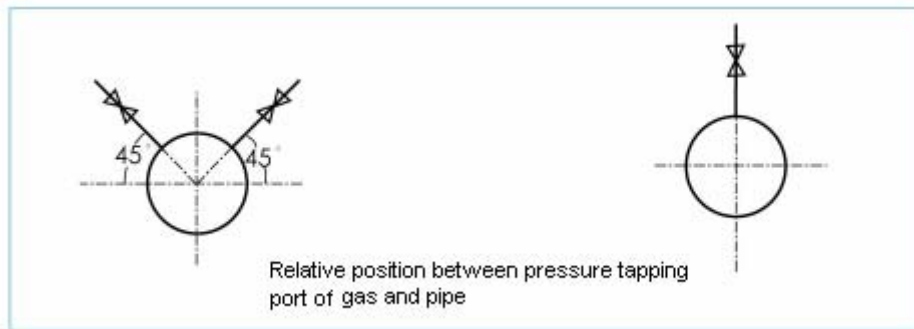 45° 45°
Relative position between pressure tapping
port of gas and pipe